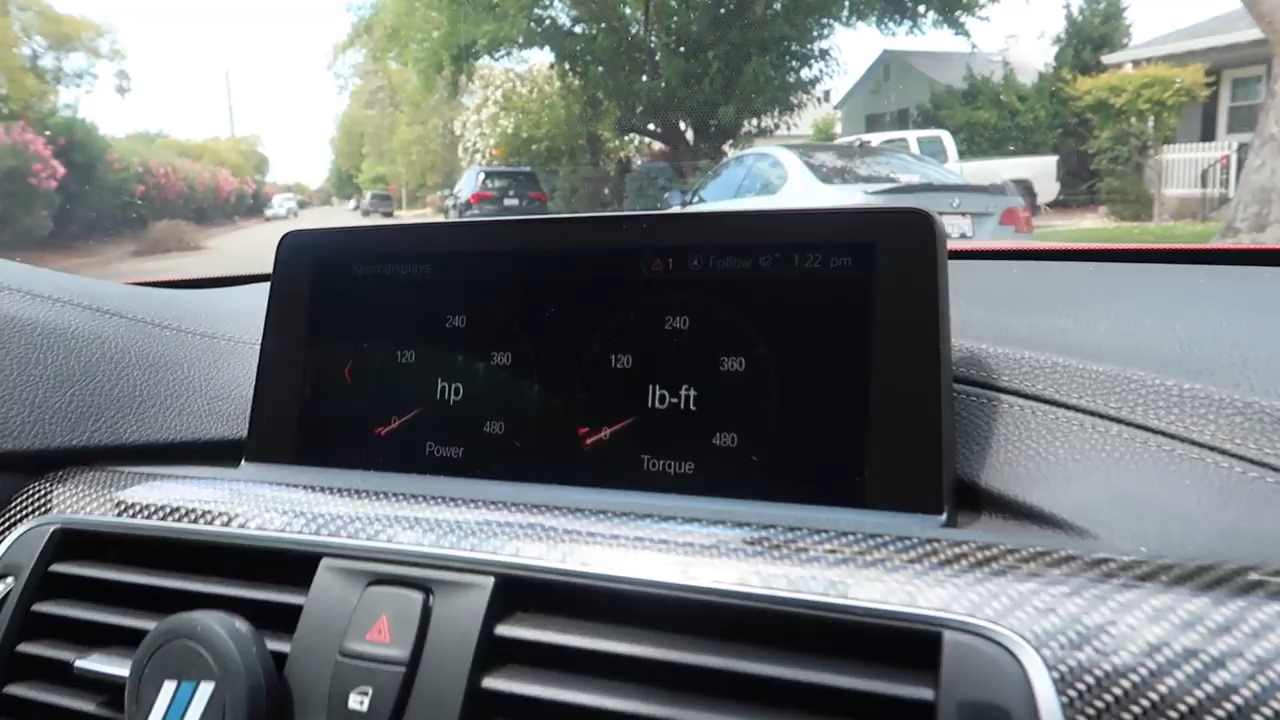 Sport displays
1 Follow 1:22 pm
240
120 360
hp
0 480
Power
240
120 360
lb-ft
0 480
Torque